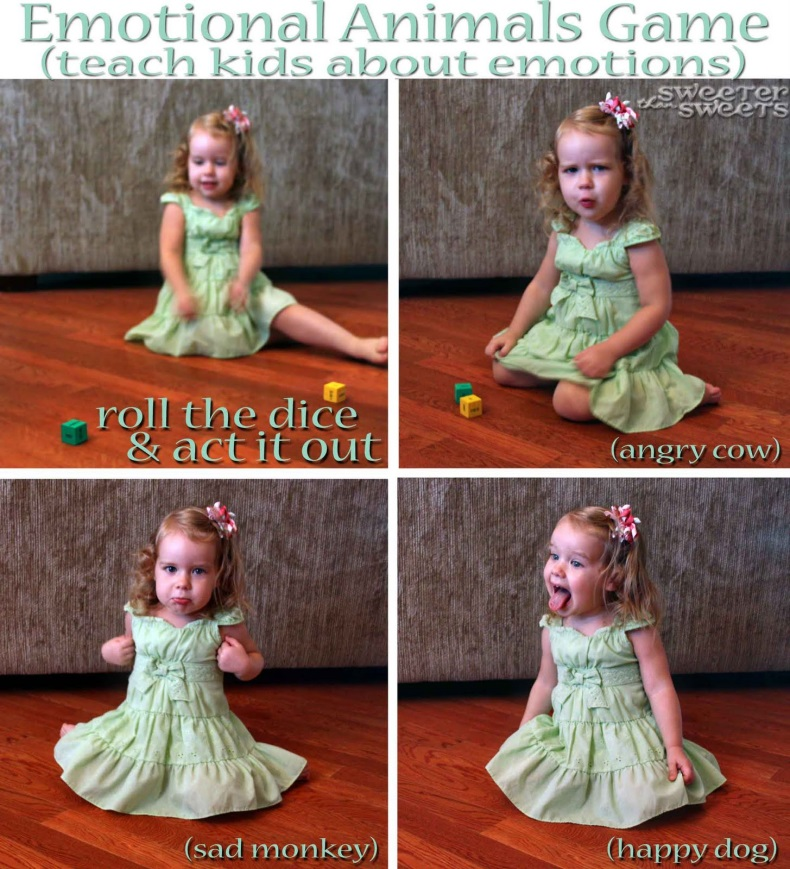 Emotional Animals Game
(teach kids about emotions)
sweeter
than sweets
roll the dice
& act it out
(angry cow)
(sad monkey)
(happy dog)